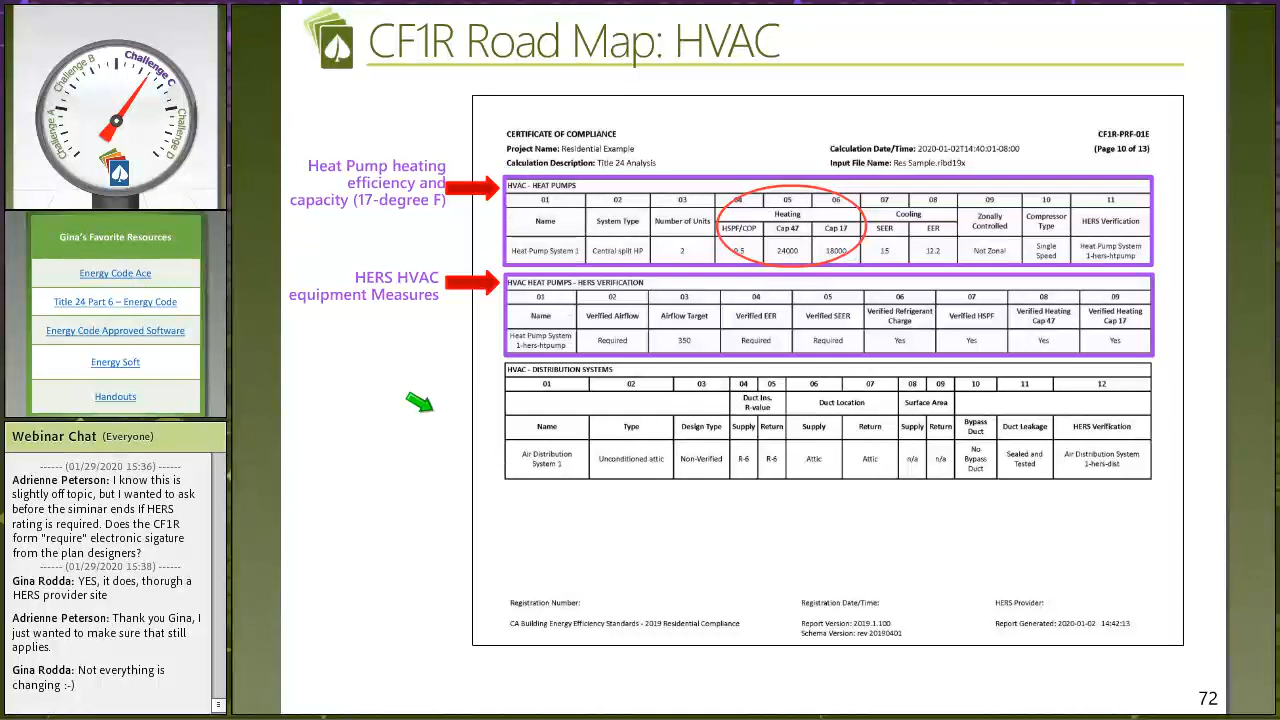 Challenge A
Challenge B
Challenge C
Challenge D
Gina's Favorite Resources
Energy Code Ace
Title 24 Part 6 – Energy Code
Energy Code Approved Software
Energy Soft
Handouts
Webinar Chat (Everyone)
------ (01/29/2020 15:36) ------
Adrienne Peterson: I know this is
slightly off topic, but I wanted to ask
before the siminar ends If HERS
rating is required. Does the CF1R
form "require" electronic sigature
from the plan designers?
------ (01/29/2020 15:38) ------
Gina Rodda: YES, it does, thorugh a
HERS provider site
Adrienne Peterson: Thank you Gina, I
just wanted to make sure that still
applies.
Gina Rodda: Not everything is
changing :-)
CF1R Road Map: HVAC
Heat Pump heating
efficiency and
capacity (17-degree F)
HERS HVAC
equipment Measures
CERTIFICATE OF COMPLIANCE CF1R-PRF-01E
Project Name: Residential Example Calculation Date/Time: 2020-01-02T14:40:01-08:00 (Page 10 of 13)
Calculation Description: Title 24 Analysis Input File Name: Res Sample.ribd19x
HVAC - HEAT PUMPS
01 02 03 04 05 06 07 08 09 10 11
Name System Type Number of Units Heating Cooling Zonally Controlled Compressor Type HERS Verification
HSPF/COP Cap 47 Cap 17 SEER EER
Heat Pump System 1 Central split HP 2 9.5 24000 18000 15 12.2 Not Zonal Single Speed Heat Pump System 1-hers-htpump
HVAC HEAT PUMPS - HERS VERIFICATION
01 02 03 04 05 06 07 08 09
Name Verified Airflow Airflow Target Verified EER Verified SEER Verified Refrigerant Charge Verified HSPF Verified Heating Cap 47 Verified Heating Cap 17
Heat Pump System 1-hers-htpump Required 350 Required Required Yes Yes Yes Yes
HVAC - DISTRIBUTION SYSTEMS
01 02 03 04 05 06 07 08 09 10 11 12
Duct Ins. R-value Duct Location Surface Area
Name Type Design Type Supply Return Supply Return Supply Return Bypass Duct Duct Leakage HERS Verification
Air Distribution System 1 Unconditioned attic Non-Verified R-6 R-6 Attic Attic n/a n/a No Bypass Duct Sealed and Tested Air Distribution System 1-hers-dist
Registration Number: Registration Date/Time: HERS Provider:
CA Building Energy Efficiency Standards - 2019 Residential Compliance Report Version: 2019.1.100 Report Generated: 2020-01-02 14:42:13
Schema Version: rev 20190401
72